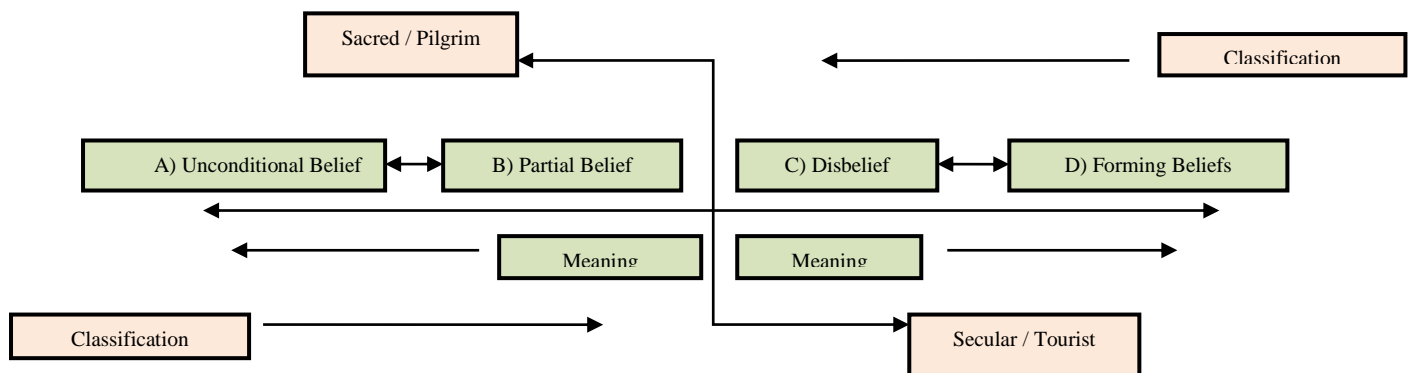 Sacred / Pilgrim
Classification
A) Unconditional Belief
B) Partial Belief
C) Disbelief
D) Forming Beliefs
Meaning
Meaning
Classification
Secular / Tourist